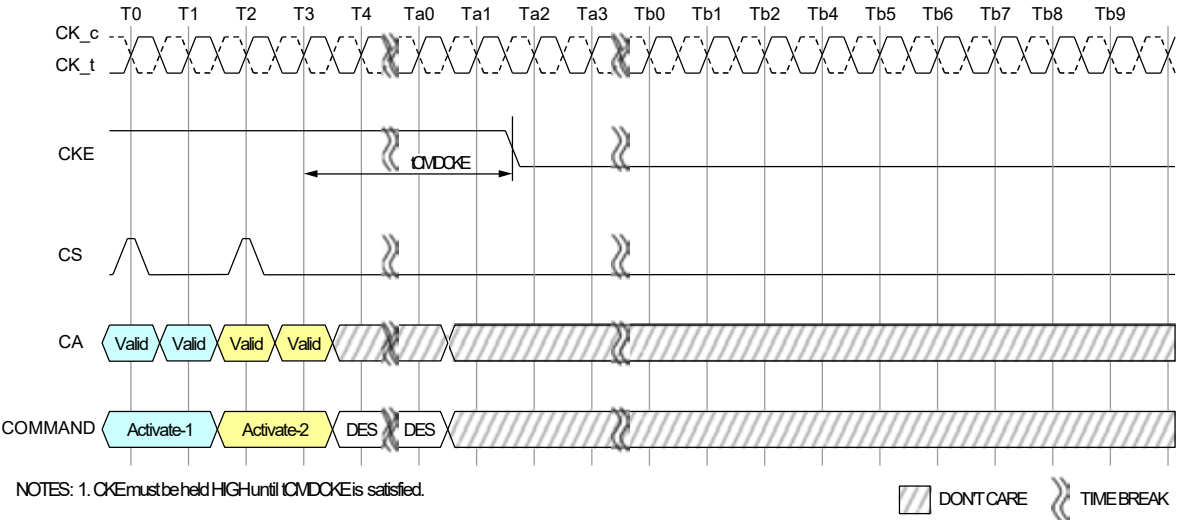 T0 T1 T2 T3 T4 Ta0 Ta1 Ta2 Ta3 Tb0 Tb1 Tb2 Tb4 Tb5 Tb6 Tb7 Tb8 Tb9
CK_c
CK_t
CKE
tCMDCKE
CS
CA Valid Valid Valid Valid
COMMAND Activate-1 Activate-2 DES DES
NOTES: 1. CKE must be held HIGH until tCMDCKE is satisfied.
DON'T CARE TIME BREAK